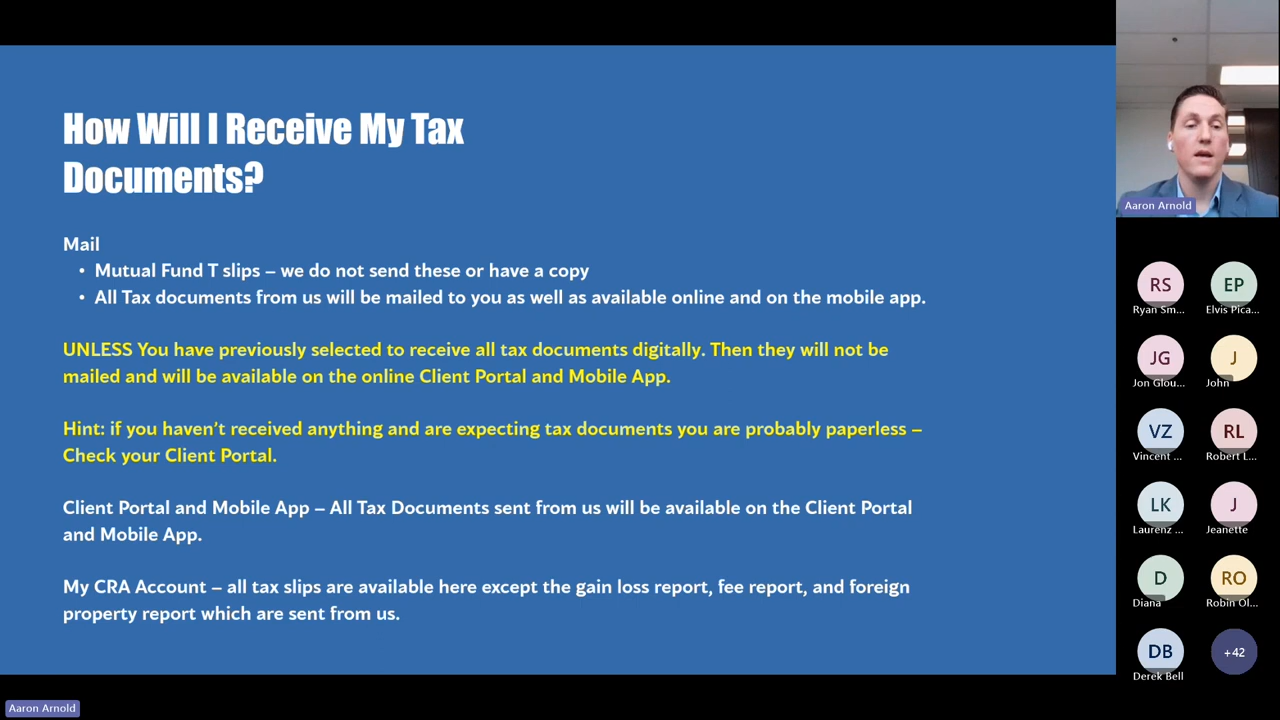 How Will I Receive My Tax
Documents?
Mail
• Mutual Fund T slips – we do not send these or have a copy
• All Tax documents from us will be mailed to you as well as available online and on the mobile app.
UNLESS You have previously selected to receive all tax documents digitally. Then they will not be
mailed and will be available on the online Client Portal and Mobile App.
Hint: if you haven’t received anything and are expecting tax documents you are probably paperless –
Check your Client Portal.
Client Portal and Mobile App – All Tax Documents sent from us will be available on the Client Portal
and Mobile App.
My CRA Account – all tax slips are available here except the gain loss report, fee report, and foreign
property report which are sent from us.
Aaron Arnold
RS
Ryan Sm...
EP
Elvis Pica...
JG
Jon Glou...
J
John
VZ
Vincent ...
RL
Robert L...
LK
Laurenz ...
J
Jeanette
D
Diana
RO
Robin Ol...
DB
Derek Bell
+42
Aaron Arnold